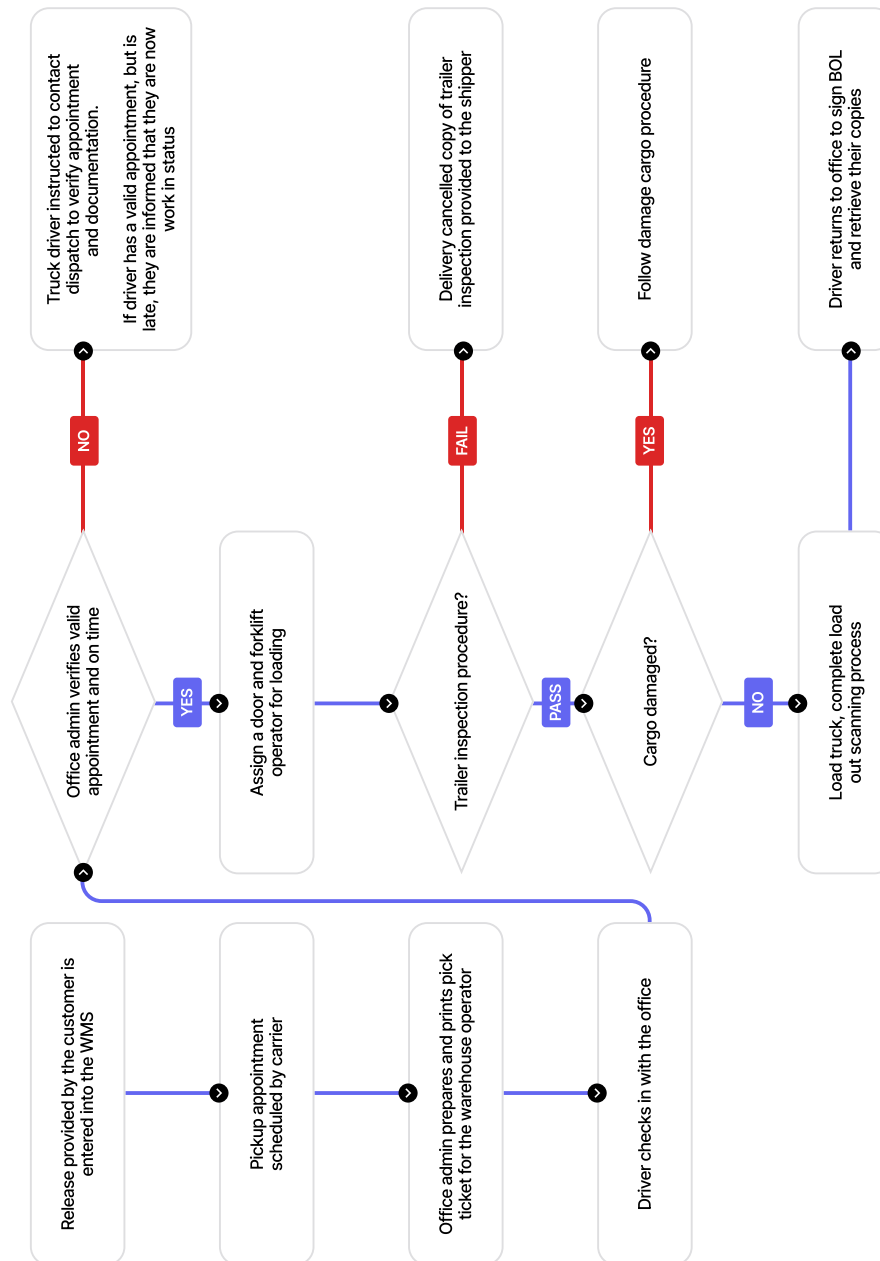 Release provided by the customer is
entered into the WMS
Pickup appointment
scheduled by carrier
Office admin prepares and prints pick
ticket for the warehouse operator
Driver checks in with the office
Office admin verifies valid
appointment and on time
YES
Assign a door and forklift
operator for loading
Trailer inspection procedure?
PASS
Cargo damaged?
NO
Load truck, complete load
out scanning process
NO
Truck driver instructed to contact
dispatch to verify appointment
and documentation.
If driver has a valid appointment, but is
late, they are informed that they are now
work in status
FAIL
Delivery cancelled copy of trailer
inspection provided to the shipper
YES
Follow damage cargo procedure
Driver returns to office to sign BOL
and retrieve their copies